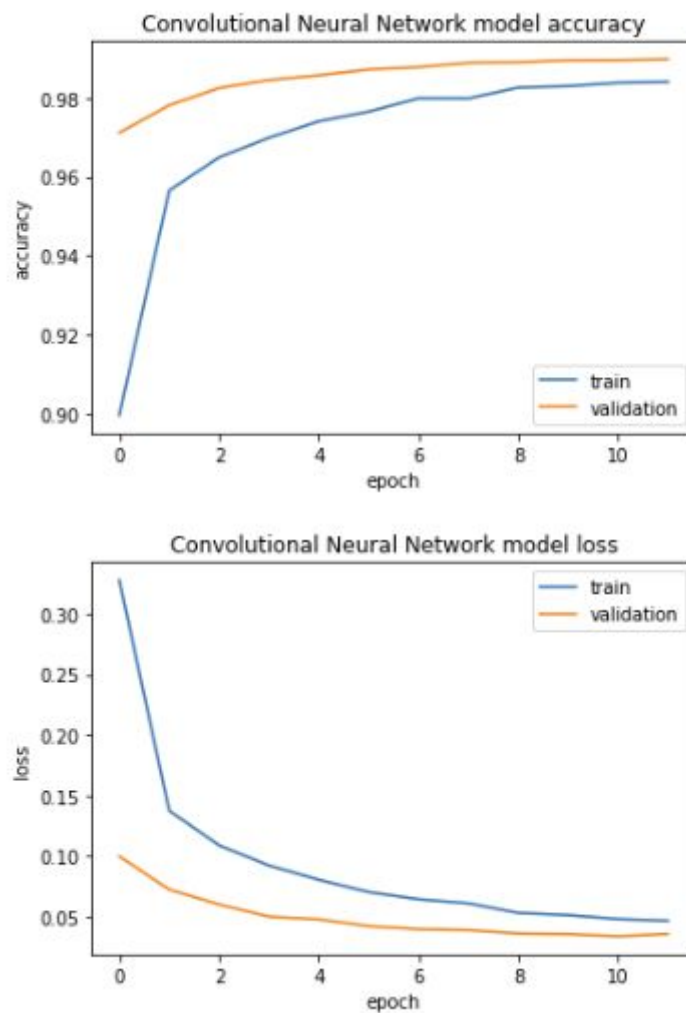 Convolutional Neural Network model accuracy
0.98
0.96
0.94
0.92
0.90
accuracy
train
validation
0 2 4 6 8 10
epoch
Convolutional Neural Network model loss
train
validation
0.30
0.25
0.20
0.15
0.10
0.05
loss
0 2 4 6 8 10
epoch